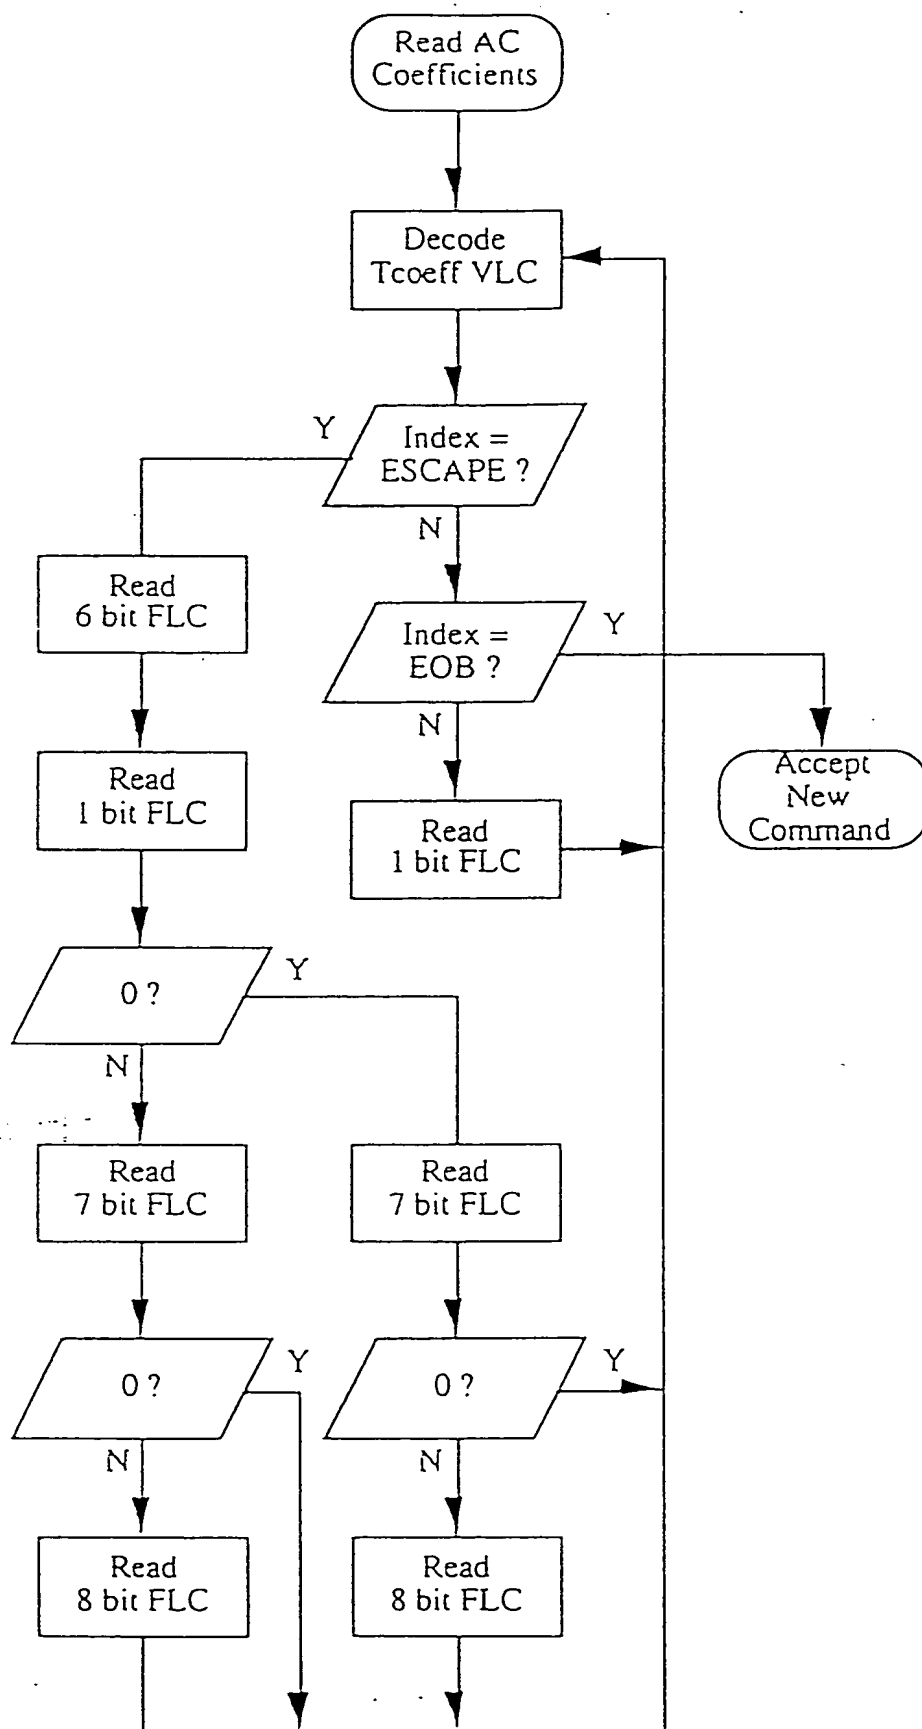 Read AC
Coefficients
Decode
Tcoeff VLC
Index =
ESCAPE ?
Y
N
Read
6 bit FLC
Index =
EOB ?
Y
N
Read
1 bit FLC
Read
1 bit FLC
Accept
New
Command
0 ?
Y
N
Read
7 bit FLC
Read
7 bit FLC
0 ?
Y
N
0 ?
Y
N
Read
8 bit FLC
Read
8 bit FLC